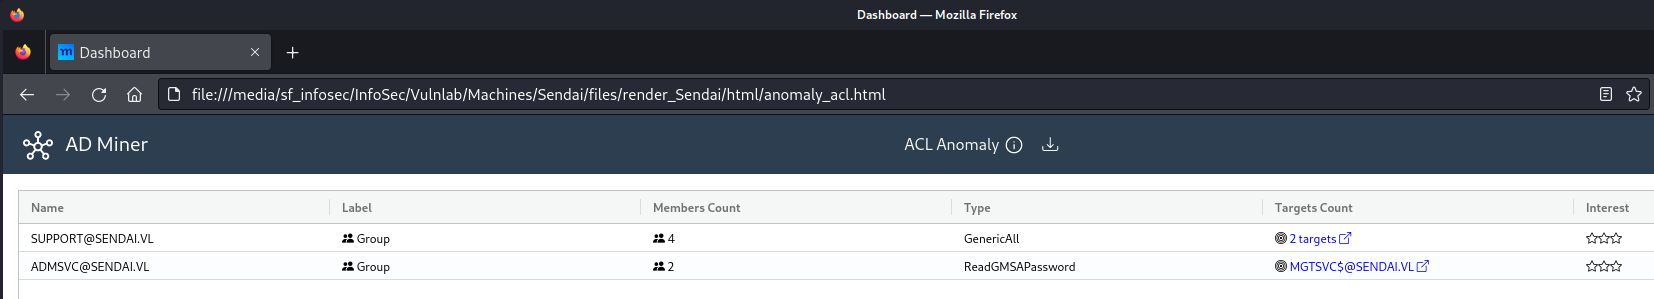 Dashboard — Mozilla Firefox
m Dashboard
file:///media/sf_infosec/InfoSec/Vulnlab/Machines/Sendai/files/render_Sendai/html/anomaly_acl.html
AD Miner ACL Anomaly
Name Label Members Count Type Targets Count Interest
SUPPORT@SENDAI.VL Group 4 GenericAll 2 targets
ADMSVC@SENDAI.VL Group 2 ReadGMSAPassword MGTSVC$@SENDAI.VL